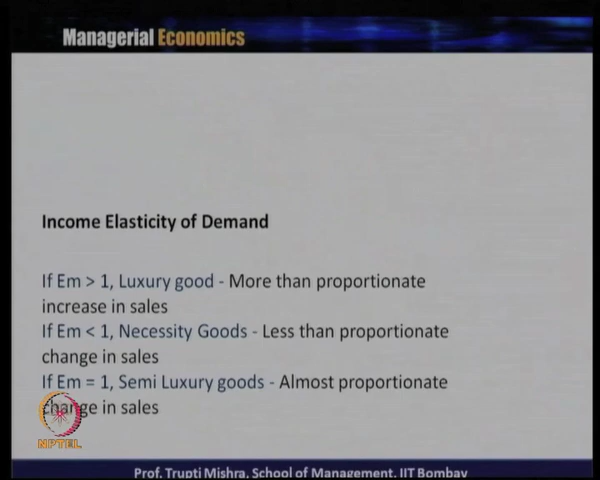 Managerial Economics
Income Elasticity of Demand
If Em > 1, Luxury good - More than proportionate
increase in sales
If Em < 1, Necessity Goods - Less than proportionate
change in sales
If Em = 1, Semi Luxury goods - Almost proportionate
change in sales
NPTEL
Prof. Trupti Mishra, School of Management, IIT Bombay